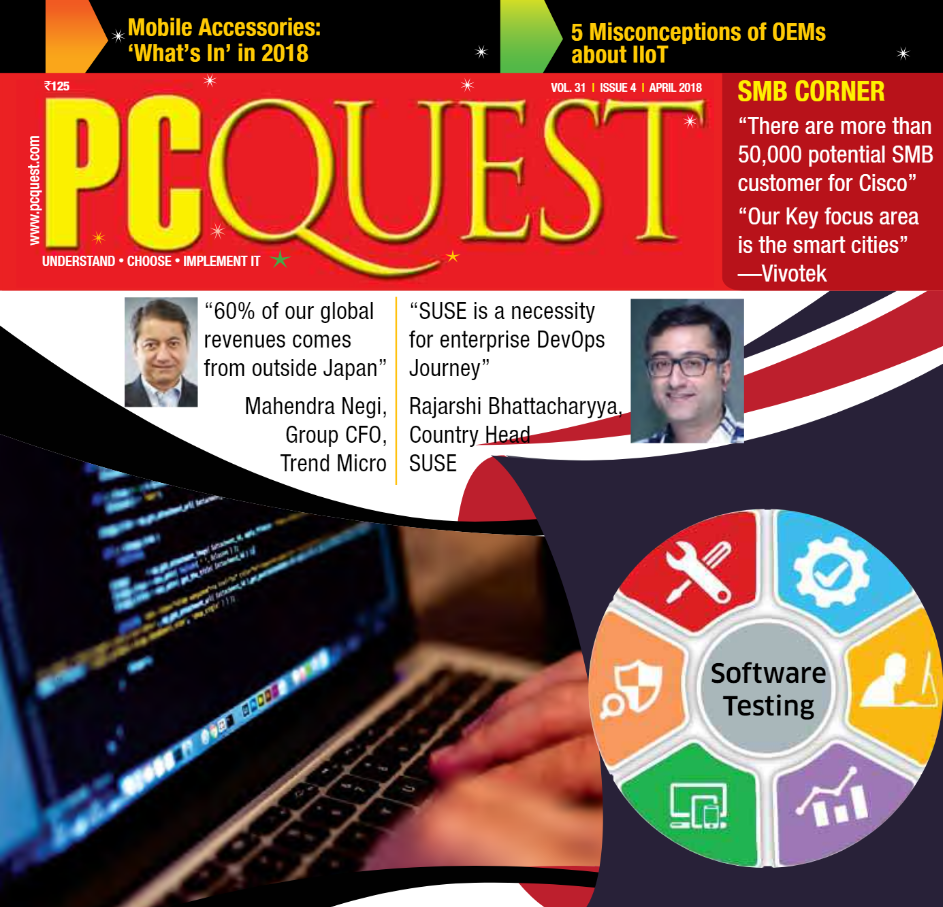 Mobile Accessories:
‘What’s In’ in 2018
5 Misconceptions of OEMs
about IIoT
₹125
VOL. 31 I ISSUE 4 I APRIL 2018
www.pcquest.com
PCQUEST
UNDERSTAND • CHOOSE • IMPLEMENT IT
SMB CORNER
“There are more than
50,000 potential SMB
customer for Cisco”
“Our Key focus area
is the smart cities”
—Vivotek
“60% of our global
revenues comes
from outside Japan”
Mahendra Negi,
Group CFO,
Trend Micro
“SUSE is a necessity
for enterprise DevOps
Journey”
Rajarshi Bhattacharyya,
Country Head
SUSE
Software
Testing